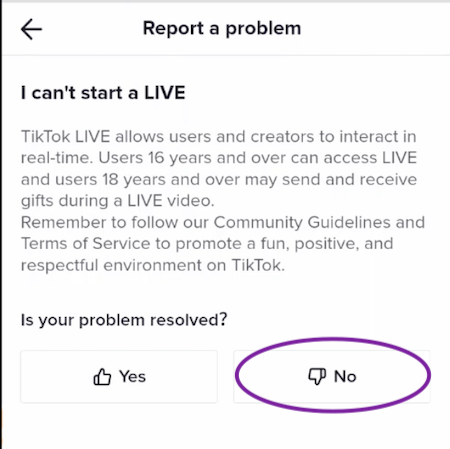 Report a problem
I can't start a LIVE
TikTok LIVE allows users and creators to interact in
real-time. Users 16 years and over can access LIVE
and users 18 years and over may send and receive
gifts during a LIVE video.
Remember to follow our Community Guidelines and
Terms of Service to promote a fun, positive, and
respectful environment on TikTok.
Is your problem resolved?
Yes
No